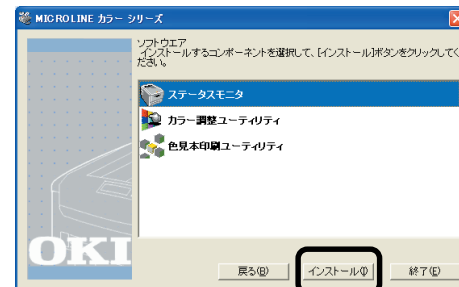 MICROLINE カラー シリーズ
ソフトウエア
インストールするコンポーネントを選択して、[インストール]ボタンをクリックしてく
ださい。
ステータスモニタ
カラー調整ユーティリティ
色見本印刷ユーティリティ
OKI
戻る(B) インストール(I) 終了(E)